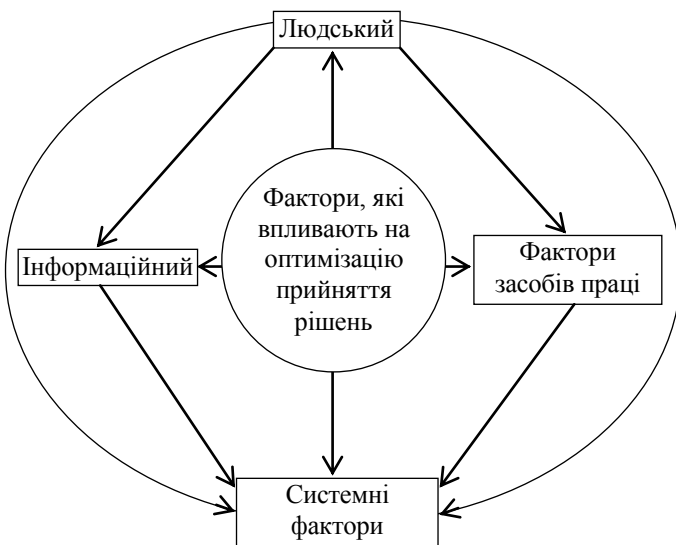 Людський
Фактори, які
впливають на
оптимізацію
прийняття
рішень
Інформаційний
Фактори
засобів праці
Системні
фактори